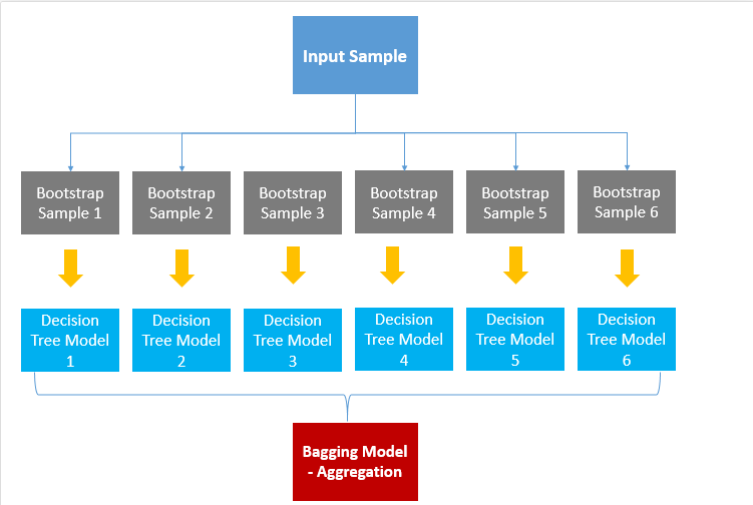 Input Sample
Bootstrap
Sample 1
Bootstrap
Sample 2
Bootstrap
Sample 3
Bootstrap
Sample 4
Bootstrap
Sample 5
Bootstrap
Sample 6
Decision
Tree Model
1
Decision
Tree Model
2
Decision
Tree Model
3
Decision
Tree Model
4
Decision
Tree Model
5
Decision
Tree Model
6
Bagging Model
- Aggregation